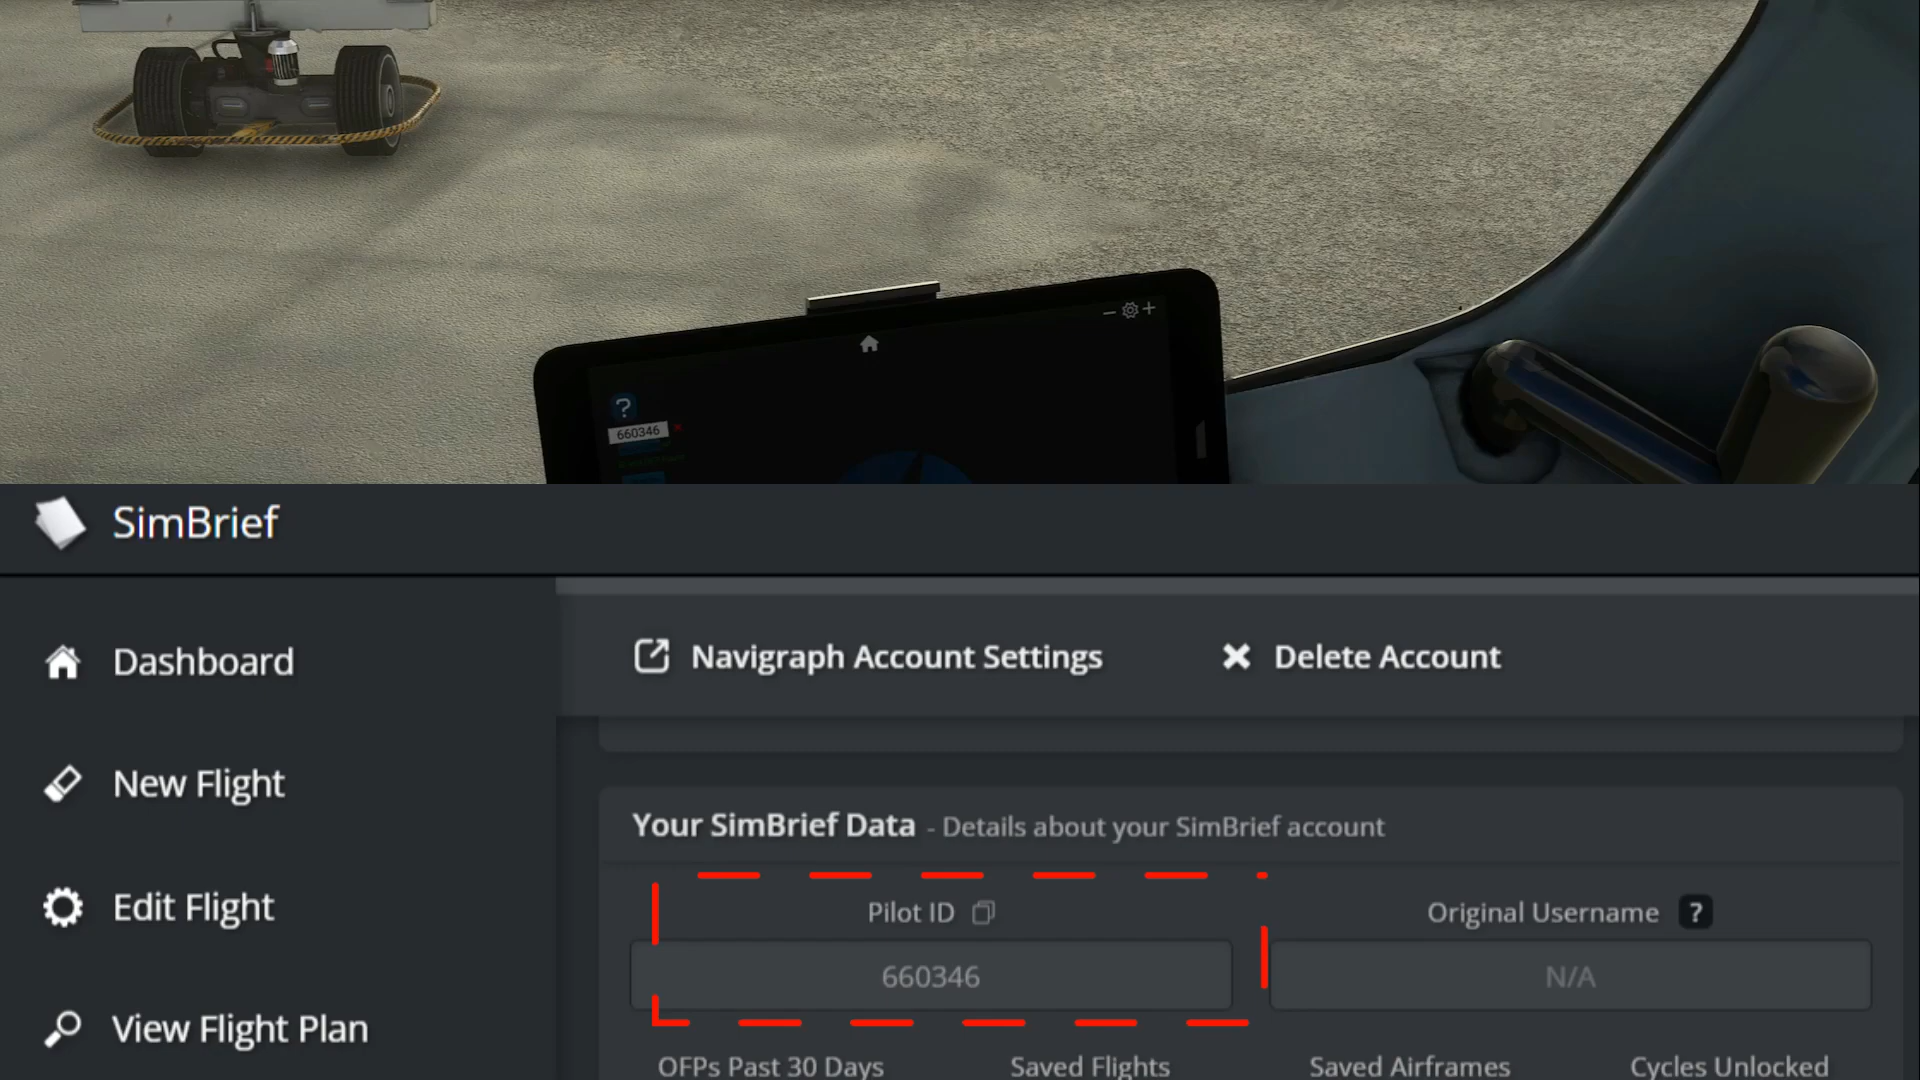 ?
660346
SimBrief
Dashboard
New Flight
Edit Flight
View Flight Plan
Navigraph Account Settings
Delete Account
Your SimBrief Data - Details about your SimBrief account
Pilot ID
Original Username ?
660346
N/A
OFPs Past 30 Days
Saved Flights
Saved Airframes
Cycles Unlocked